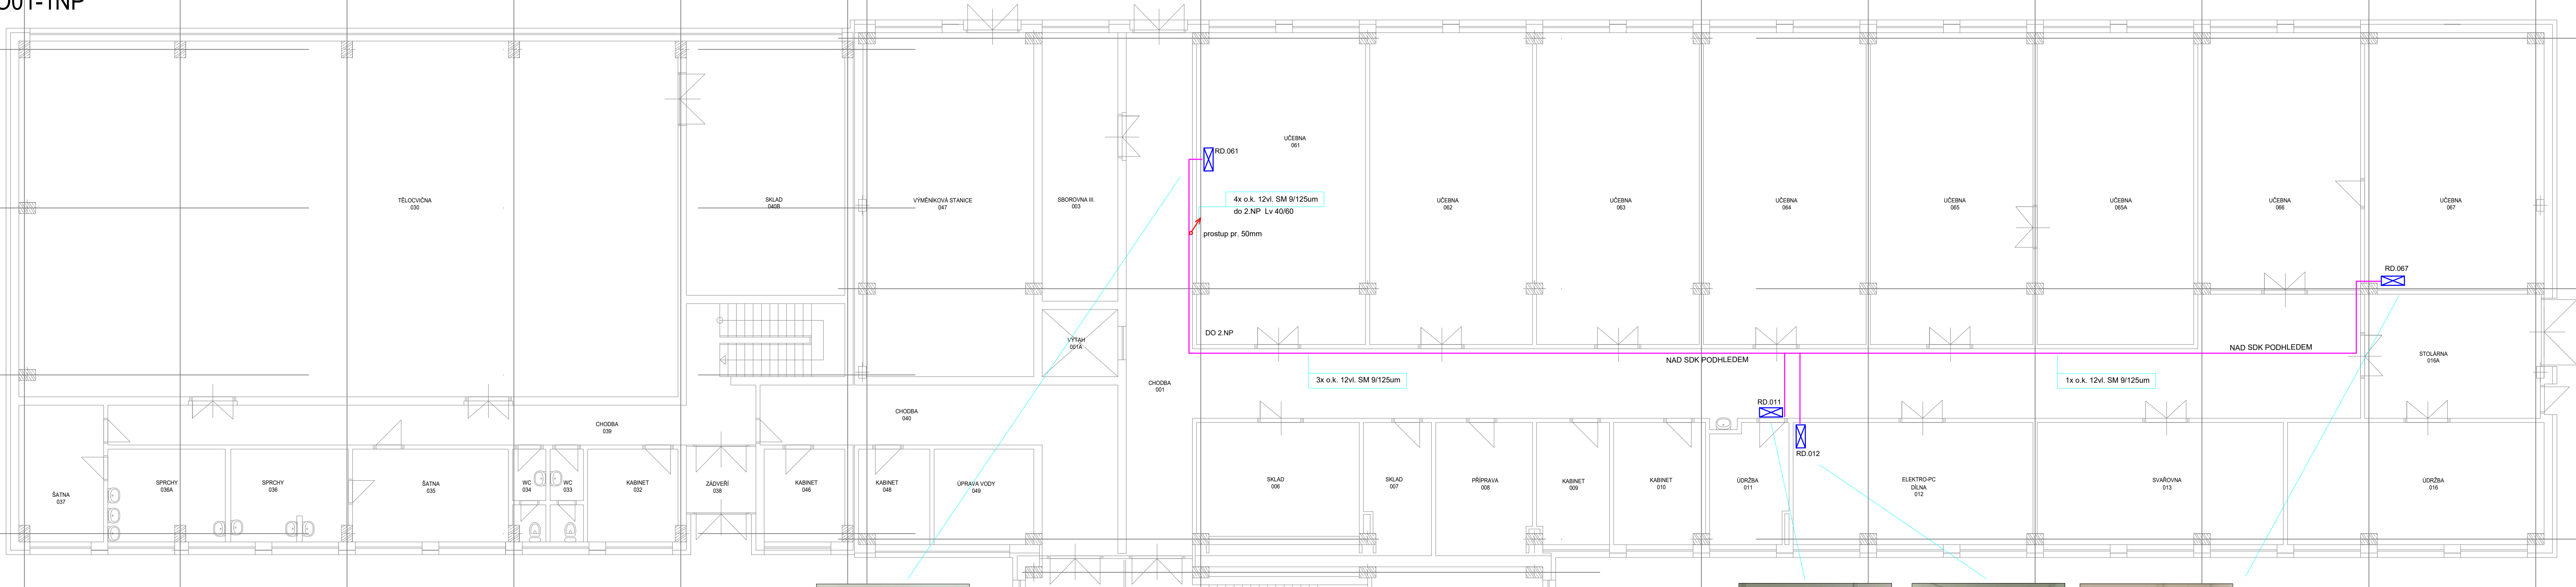 O01-1NP
TĚLOCVIČNA
030
SKLAD
040B
VÝMĚNÍKOVÁ STANICE
047
SBOROVNA III.
003
RD.061
UČEBNA
061
4x o.k. 12vl. SM 9/125um
do 2.NP Lv 40/60
prostup pr. 50mm
UČEBNA
062
UČEBNA
063
UČEBNA
064
UČEBNA
065
UČEBNA
065A
UČEBNA
066
UČEBNA
067
RD.067
VÝTAH
001A
DO 2.NP
NAD SDK PODHLEDEM
NAD SDK PODHLEDEM
STOLÁRNA
016A
CHODBA
001
3x o.k. 12vl. SM 9/125um
1x o.k. 12vl. SM 9/125um
RD.011
CHODBA
040
CHODBA
039
RD.012
ŠATNA
037
SPRCHY
036A
SPRCHY
036
ŠATNA
035
WC
034
WC
033
KABINET
032
ZÁDVEŘÍ
038
KABINET
046
KABINET
048
ÚPRAVA VODY
049
SKLAD
006
SKLAD
007
PŘÍPRAVA
008
KABINET
009
KABINET
010
ÚDRŽBA
011
ELEKTRO-PC
DÍLNA
012
SVAŘOVNA
013
ÚDRŽBA
016